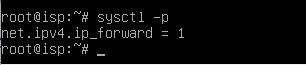 root@isp:~# sysctl -p
net.ipv4.ip_forward = 1
root@isp:~# _